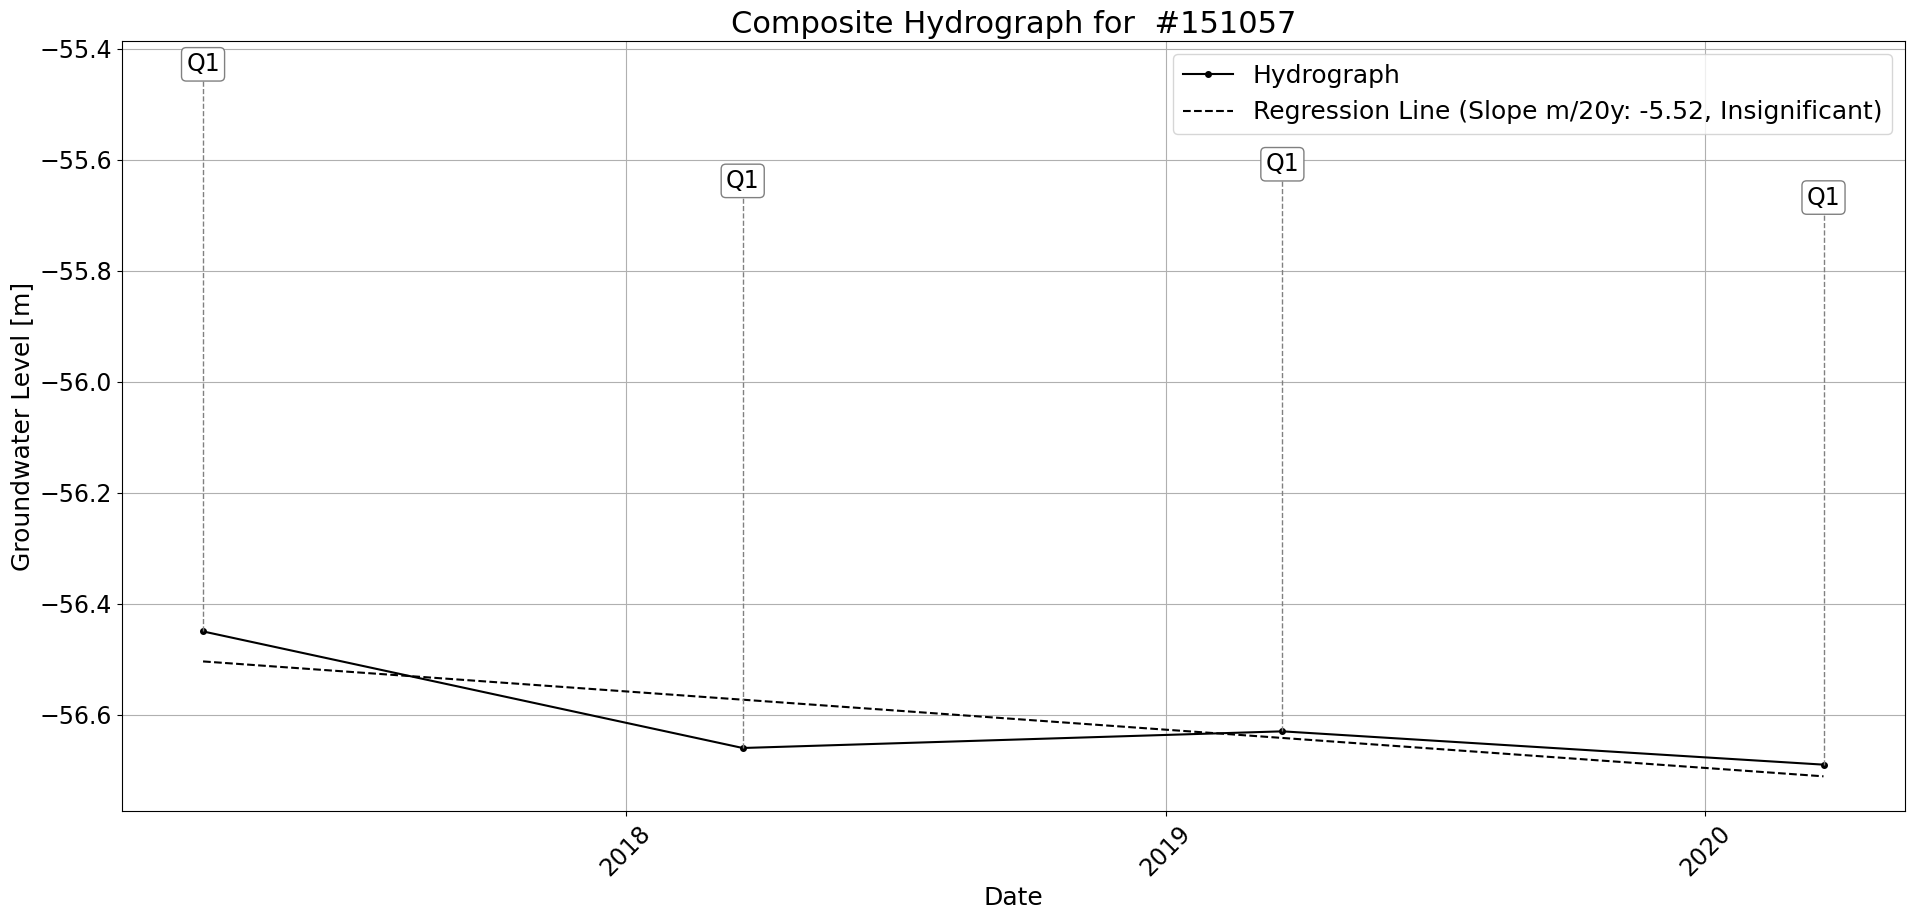 Composite Hydrograph for  #151057
Hydrograph
Regression Line (Slope m/20y: -5.52, Insignificant)
Q1
Q1
Q1
Q1
Groundwater Level [m]
−55.4
−55.6
−55.8
−56.0
−56.2
−56.4
−56.6
2018
2019
2020
Date